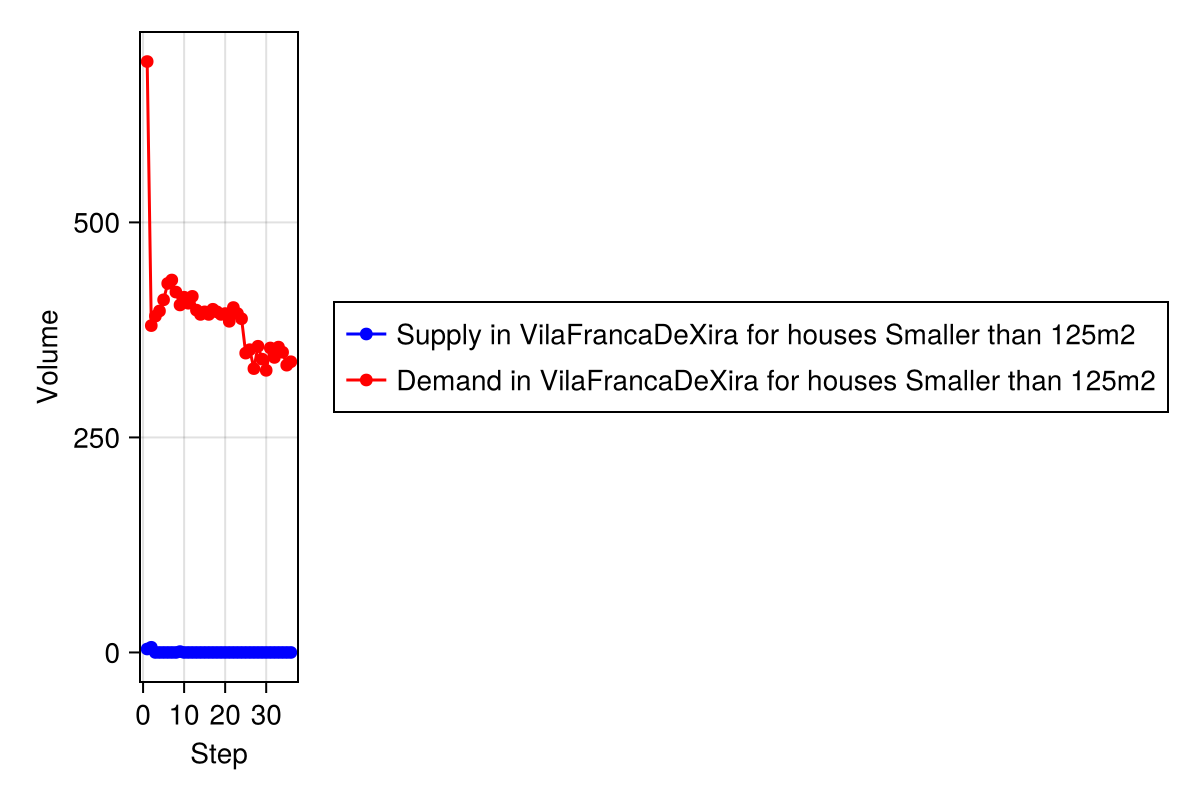 Volume
500
250
0
0 10 20 30
Step
Supply in VilaFrancaDeXira for houses Smaller than 125m2
Demand in VilaFrancaDeXira for houses Smaller than 125m2